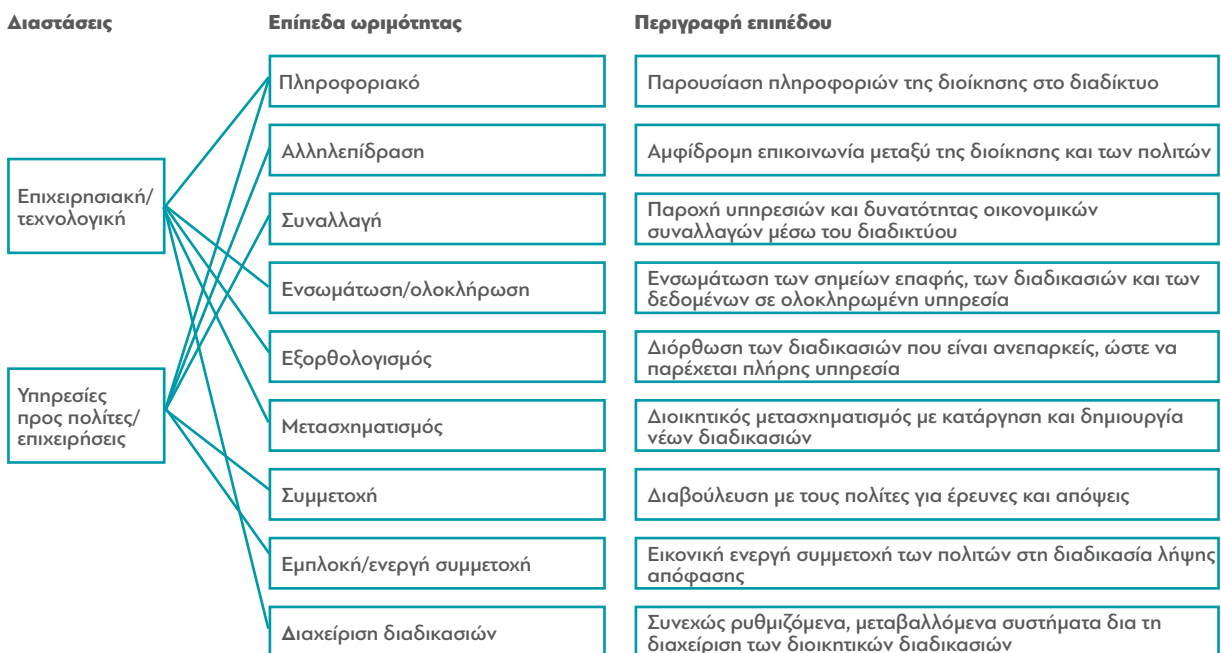 Διαστάσεις
Επίπεδα ωριμότητας
Περιγραφή επιπέδου
Επιχειρησιακή/
τεχνολογική
Υπηρεσίες
προς πολίτες/
επιχειρήσεις
Πληροφοριακό
Παρουσίαση πληροφοριών της διοίκησης στο διαδίκτυο
Αλληλεπίδραση
Αμφίδρομη επικοινωνία μεταξύ της διοίκησης και των πολιτών
Συναλλαγή
Παροχή υπηρεσιών και δυνατότητας οικονομικών
συναλλαγών μέσω του διαδικτύου
Ενσωμάτωση/ολοκλήρωση
Ενσωμάτωση των σημείων επαφής, των διαδικασιών και των
δεδομένων σε ολοκληρωμένη υπηρεσία
Εξορθολογισμός
Διόρθωση των διαδικασιών που είναι ανεπαρκείς, ώστε να
παρέχεται πλήρης υπηρεσία
Μετασχηματισμός
Διοικητικός μετασχηματισμός με κατάργηση και δημιουργία
νέων διαδικασιών
Συμμετοχή
Διαβούλευση με τους πολίτες για έρευνες και απόψεις
Εμπλοκή/ενεργή συμμετοχή
Εικονική ενεργή συμμετοχή των πολιτών στη διαδικασία λήψης
απόφασης
Διαχείριση διαδικασιών
Συνεχώς ρυθμιζόμενα, μεταβαλλόμενα συστήματα δια τη
διαχείριση των διοικητικών διαδικασιών